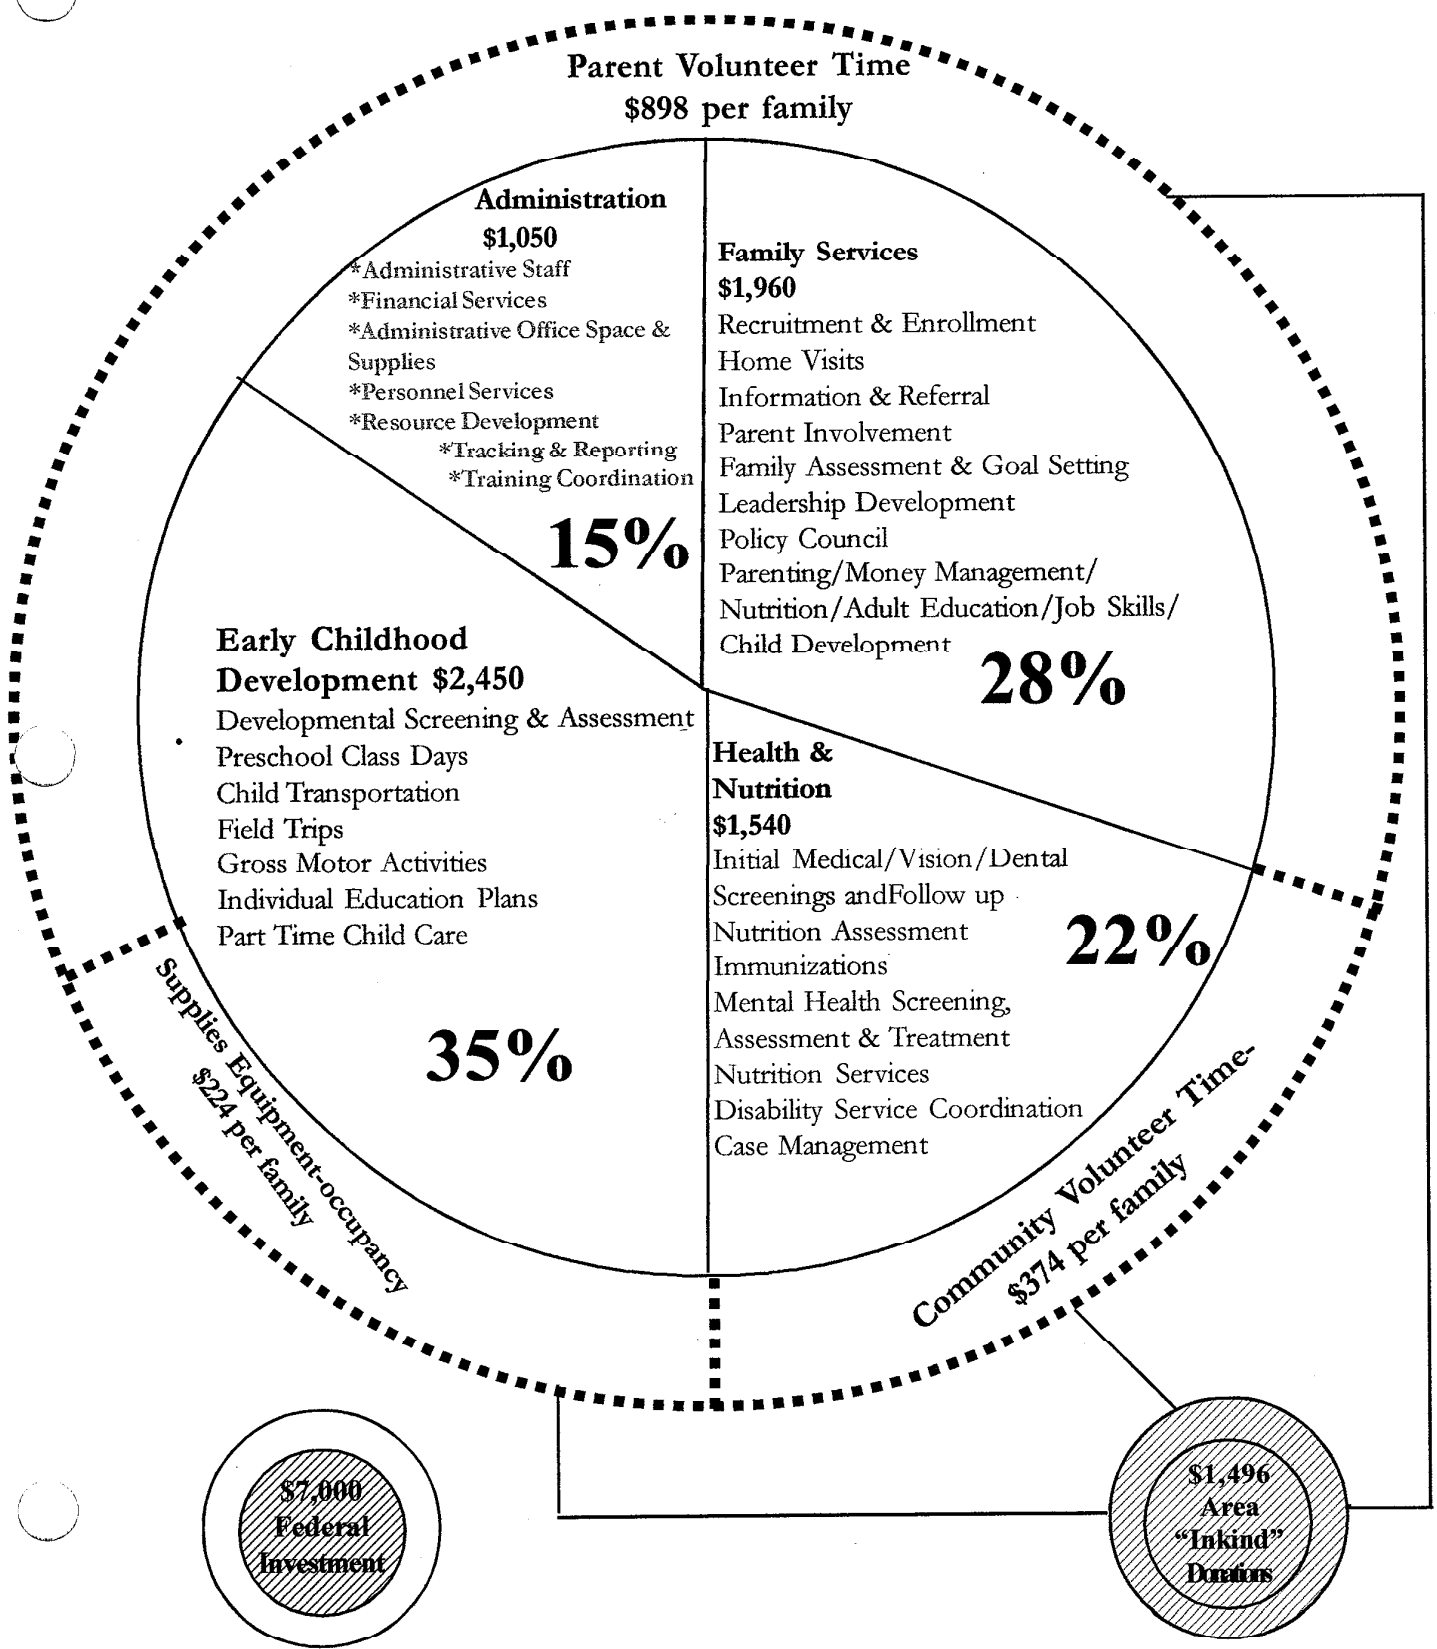 Parent Volunteer Time
$898 per family
Administration
$1,050
*Administrative Staff
*Financial Services
*Administrative Office Space &
Supplies
*Personnel Services
*Resource Development
*Tracking & Reporting
*Training Coordination
15%
Family Services
$1,960
Recruitment & Enrollment
Home Visits
Information & Referral
Parent Involvement
Family Assessment & Goal Setting
Leadership Development
Policy Council
Parenting/Money Management/
Nutrition/Adult Education/Job Skills/
Child Development
28%
Early Childhood
Development $2,450
Developmental Screening & Assessment
Preschool Class Days
Child Transportation
Field Trips
Gross Motor Activities
Individual Education Plans
Part Time Child Care
35%
Health &
Nutrition
$1,540
Initial Medical/Vision/Dental
Screenings andFollow up
Nutrition Assessment
Immunizations
Mental Health Screening,
Assessment & Treatment
Nutrition Services
Disability Service Coordination
Case Management
22%
Supplies Equipment-occupancy
$224 per family
Community Volunteer Time-
$374 per family
$7,000
Federal
Investment
$1,496
Area
“Inkind”
Donations